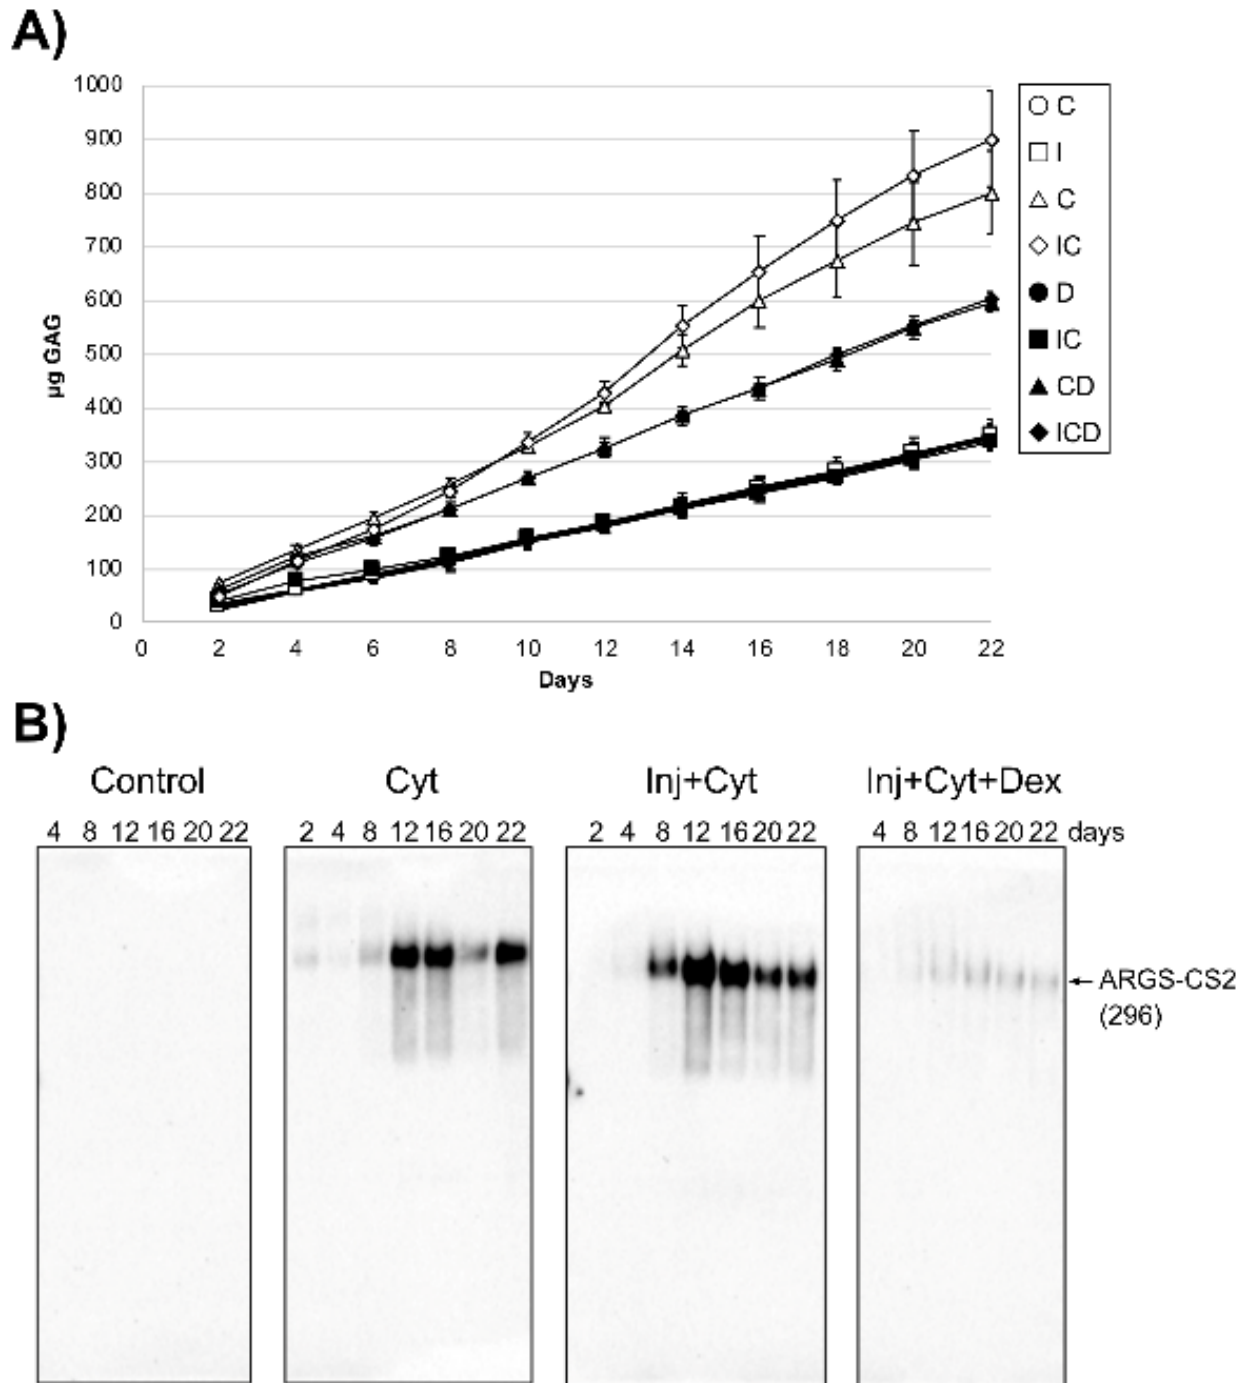 A)
1000
900
800
700
600
500
400
300
200
100
0
µg GAG
0 2 4 6 8 10 12 14 16 18 20 22
Days
C
I
C
IC
D
IC
CD
ICD
B)
Control Cyt Inj+Cyt Inj+Cyt+Dex
4 8 12 16 20 22 2 4 8 12 16 20 22 2 4 8 12 16 20 22 4 8 12 16 20 22 days
ARGS-CS2
(296)